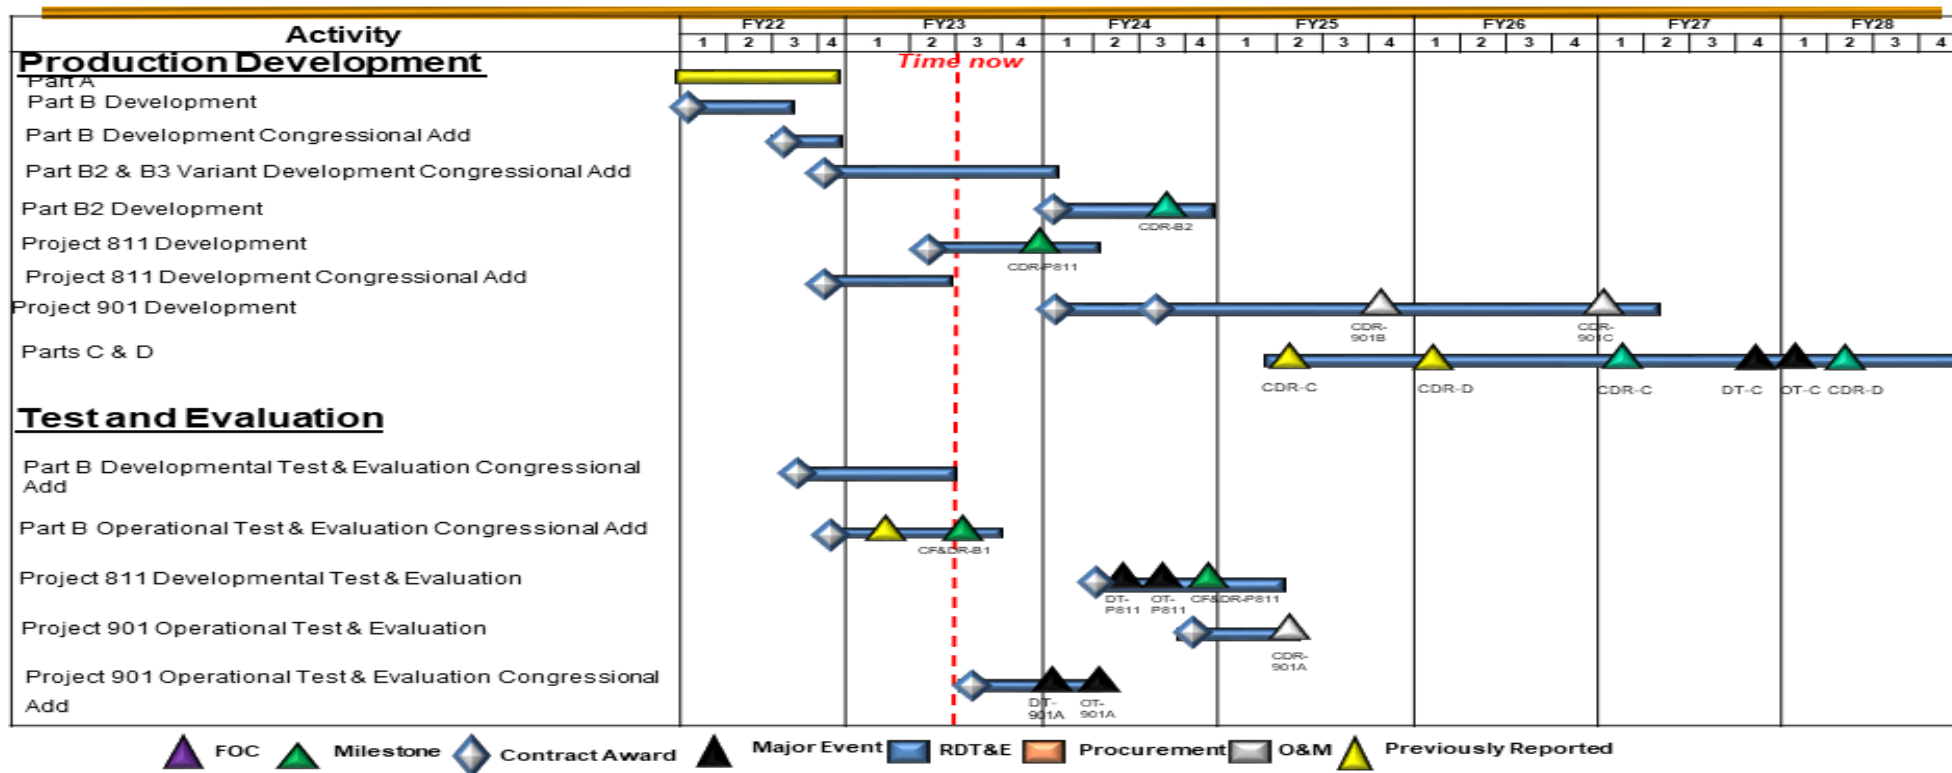 Activity
FY22 FY23 FY24 FY25 FY26 FY27 FY28
1 2 3 4 1 2 3 4 1 2 3 4 1 2 3 4 1 2 3 4 1 2 3 4 1 2 3 4
Production Development
Time now
Part A
Part B Development
Part B Development Congressional Add
Part B2 & B3 Variant Development Congressional Add
Part B2 Development
CDR-B2
Project 811 Development
CDR-P811
Project 811 Development Congressional Add
Project 901 Development
CDR-
901B
CDR-
901C
Parts C & D
CDR-C CDR-D CDR-C DT-C OT-C CDR-D
Test and Evaluation
Part B Developmental Test & Evaluation Congressional
Add
Part B Operational Test & Evaluation Congressional Add
CF&DR-B1
Project 811 Developmental Test & Evaluation
DT-
P811
OT-
P811
CF&DR-P811
Project 901 Operational Test & Evaluation
CDR-
901A
Project 901 Operational Test & Evaluation Congressional
Add
DT-
901A
OT-
901A
FOC Milestone Contract Award Major Event RDT&E Procurement O&M Previously Reported